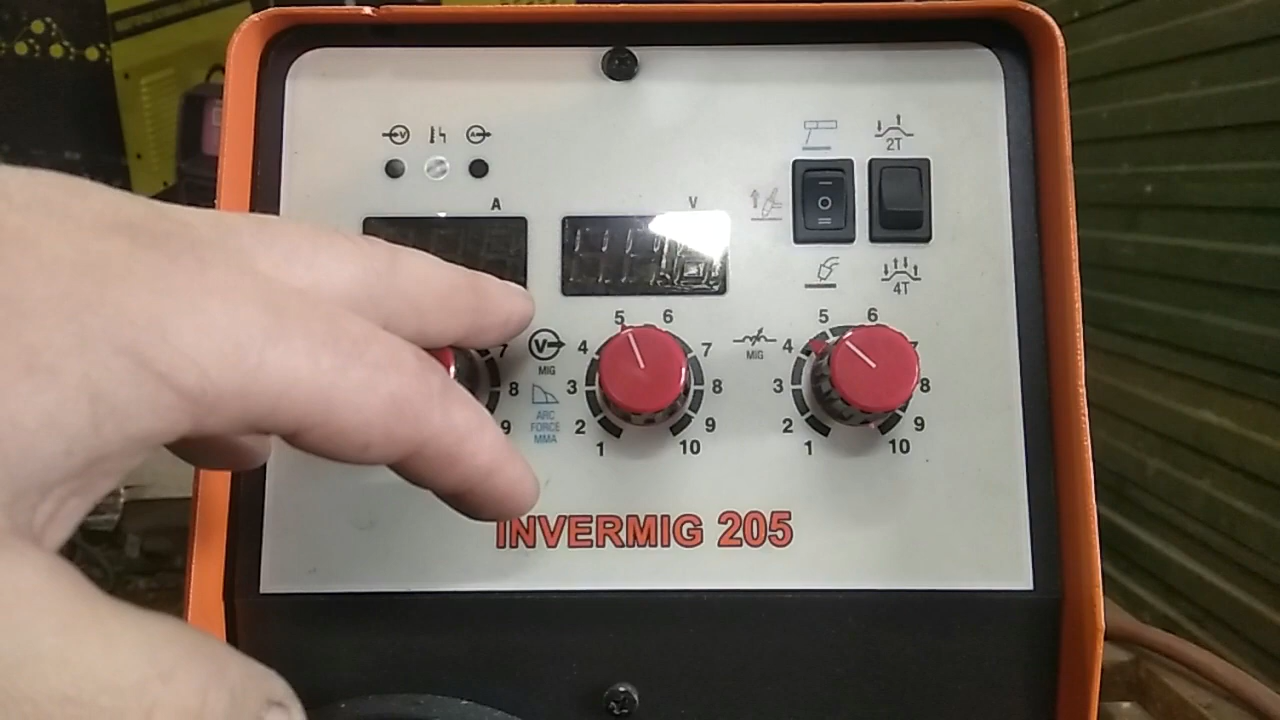 V A
2T
A V
4T
5 6 5 6
7 V 4 7 MIG 4
MIG
8 3 8 3 8
ARC
FORCE
MMA
9 2 9 2 9
1 10 1 10
INVERMIG 205